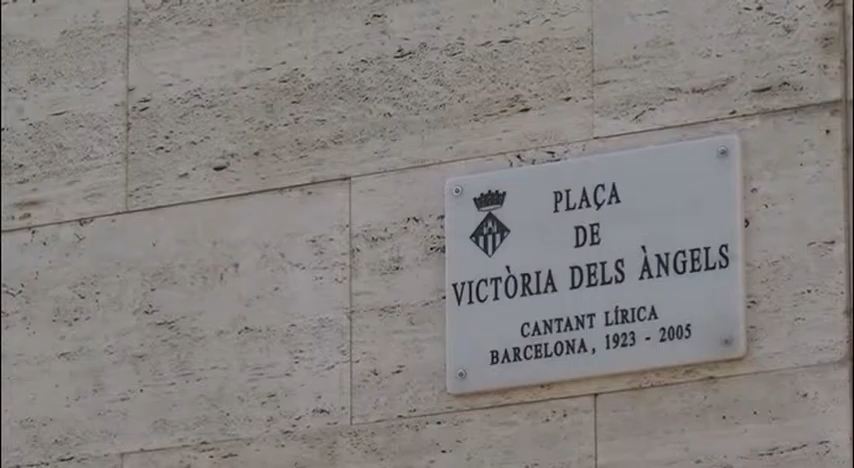 PLAÇA
DE
VICTÒRIA DELS ÀNGELS
CANTANT LÍRICA
BARCELONA, 1923 - 2005